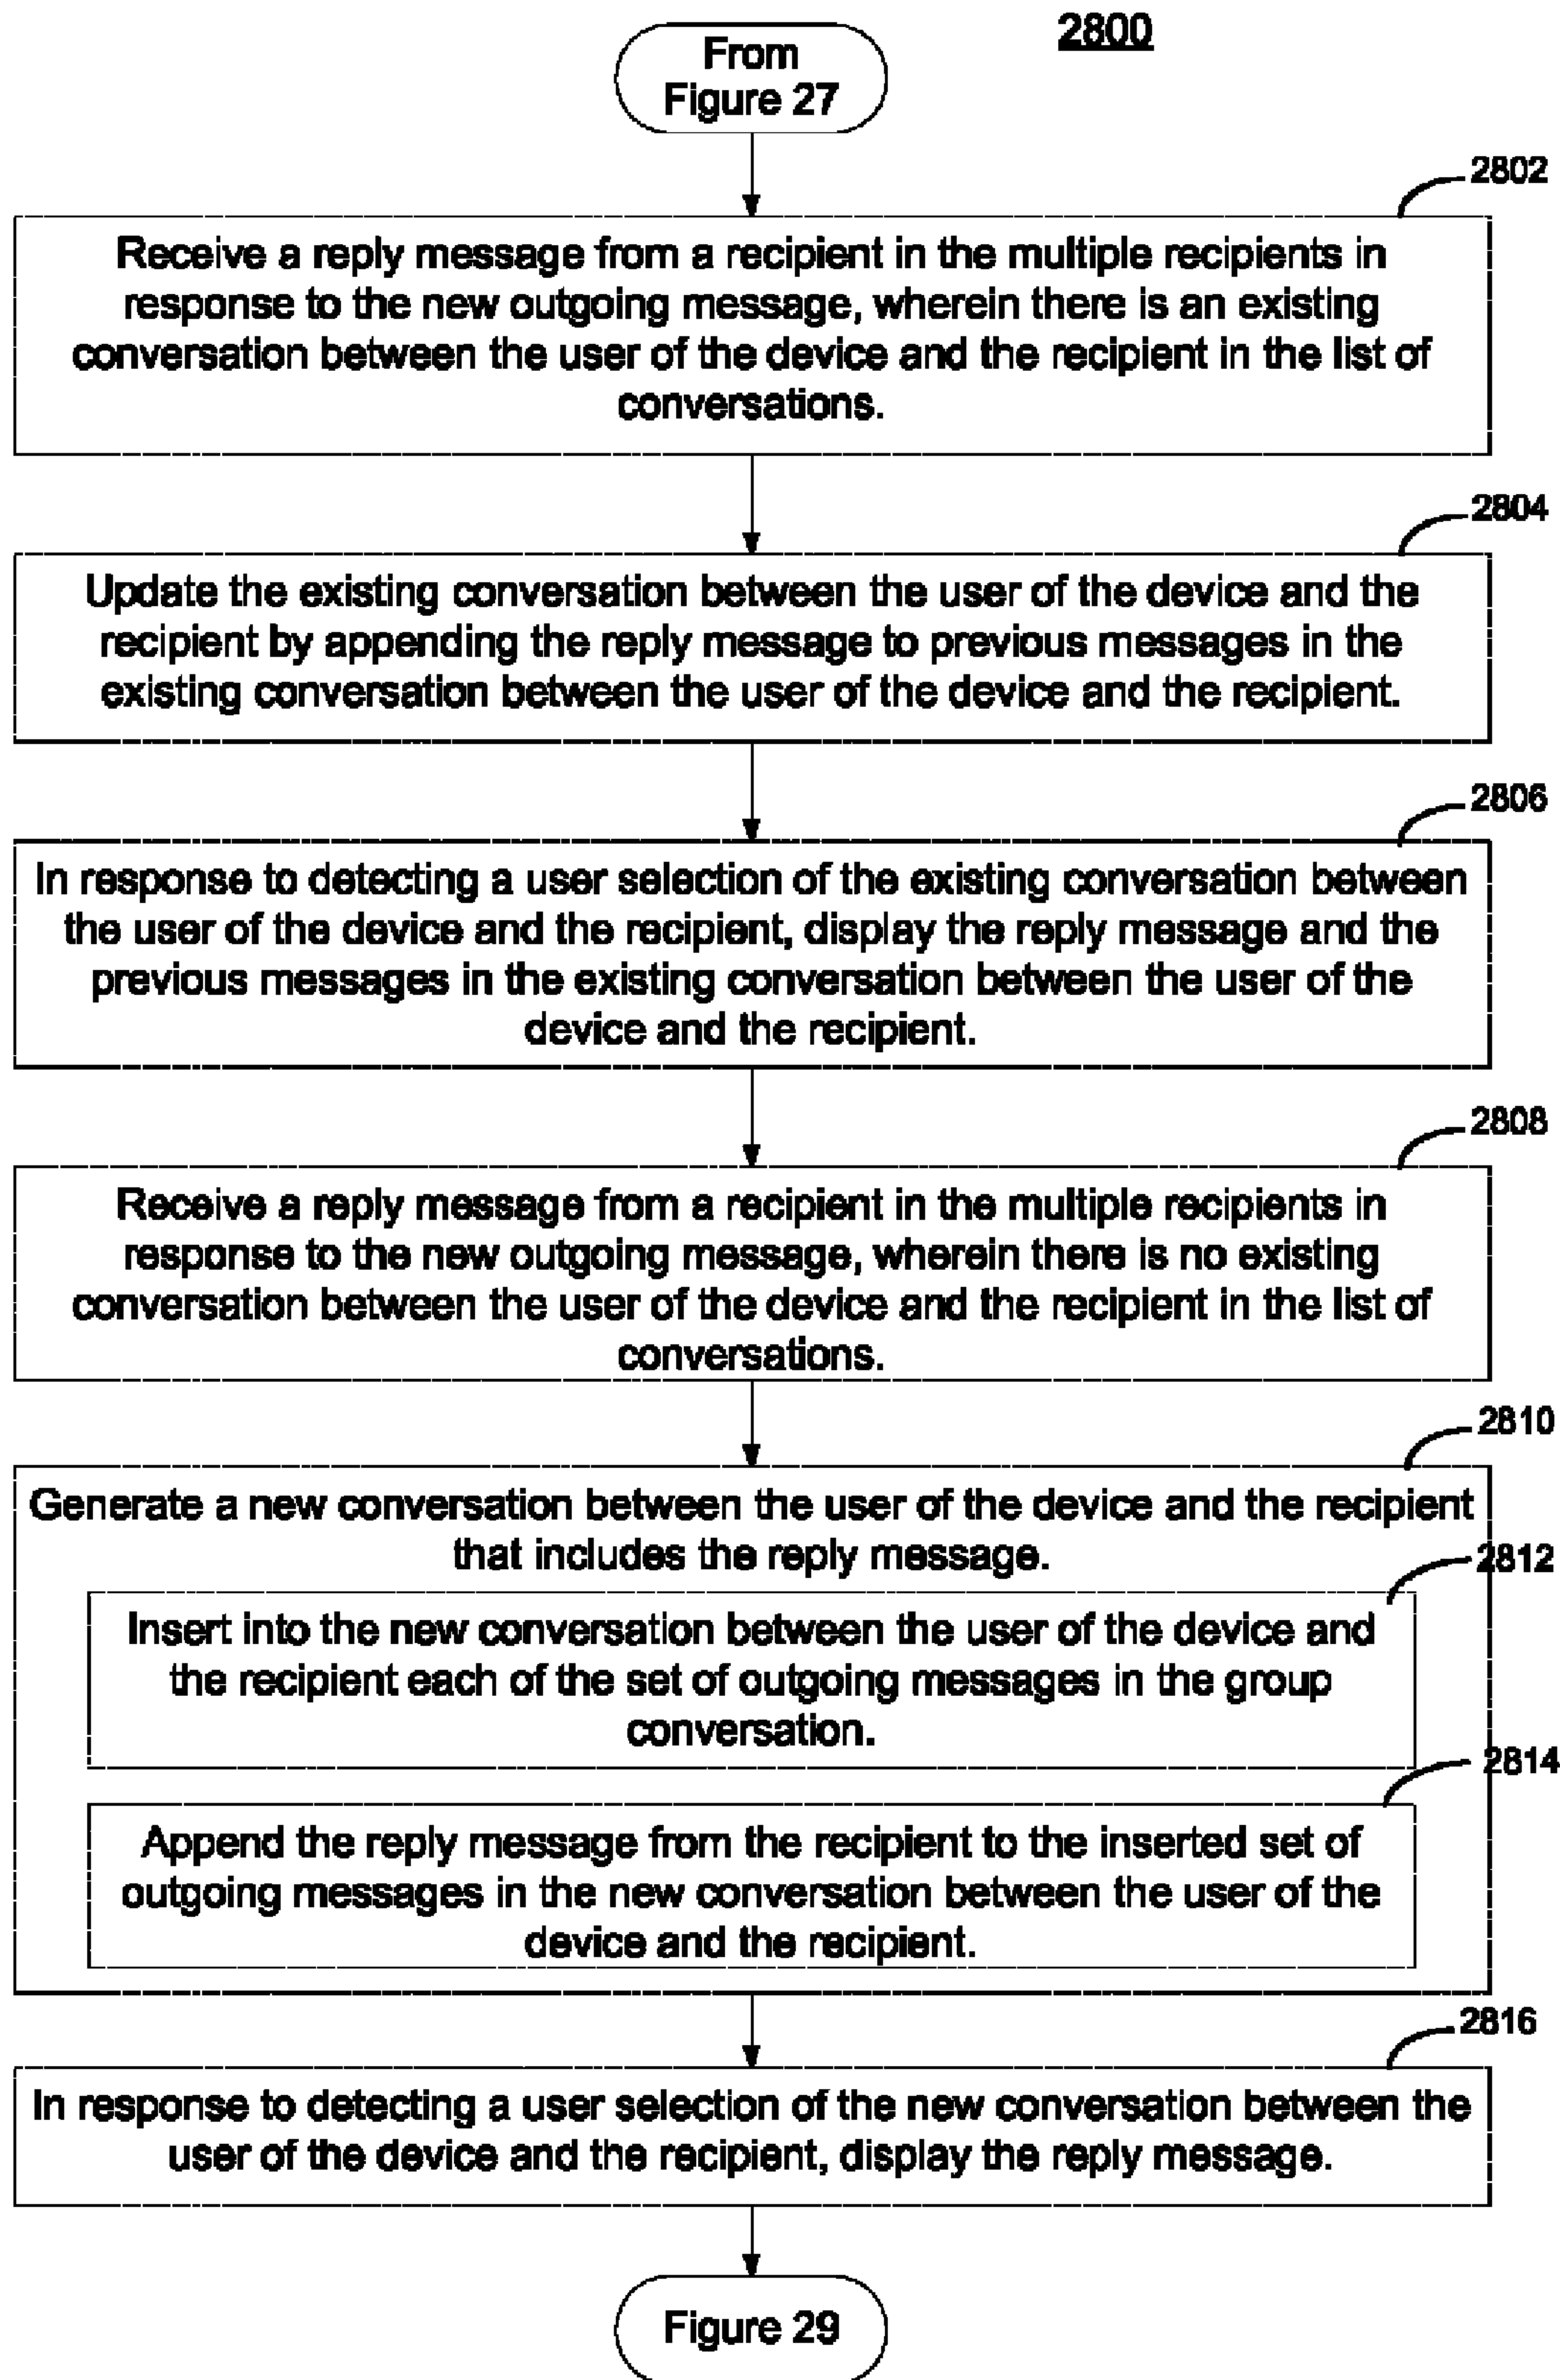 2800
From
Figure 27
2802
Receive a reply message from a recipient in the multiple recipients in
response to the new outgoing message, wherein there is an existing
conversation between the user of the device and the recipient in the list of
conversations.
2804
Update the existing conversation between the user of the device and the
recipient by appending the reply message to previous messages in the
existing conversation between the user of the device and the recipient.
2806
In response to detecting a user selection of the existing conversation between
the user of the device and the recipient, display the reply message and the
previous messages in the existing conversation between the user of the
device and the recipient.
2808
Receive a reply message from a recipient in the multiple recipients in
response to the new outgoing message, wherein there is no existing
conversation between the user of the device and the recipient in the list of
conversations.
2810
Generate a new conversation between the user of the device and the recipient
that includes the reply message.
2812
Insert into the new conversation between the user of the device and
the recipient each of the set of outgoing messages in the group
conversation.
2814
Append the reply message from the recipient to the inserted set of
outgoing messages in the new conversation between the user of the
device and the recipient.
2816
In response to detecting a user selection of the new conversation between the
user of the device and the recipient, display the reply message.
Figure 29